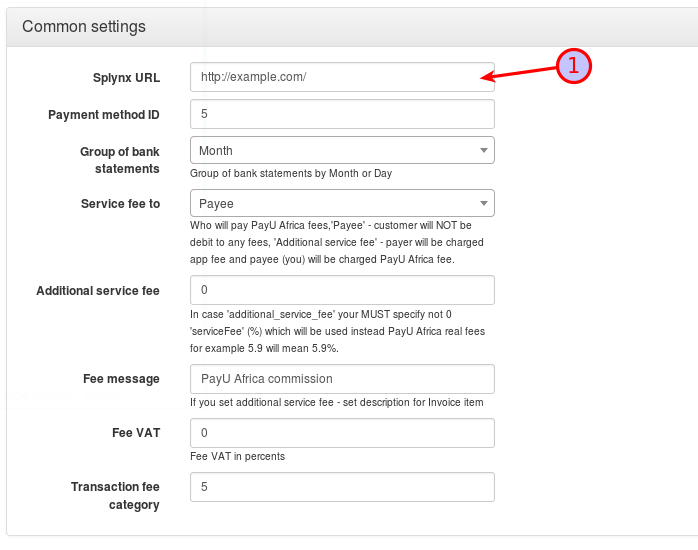 Common settings
Splynx URL
http://example.com/
1
Payment method ID
5
Group of bank
statements
Month
Group of bank statements by Month or Day
Service fee to
Payee
Who will pay PayU Africa fees,'Payee' - customer will NOT be
debit to any fees, 'Additional service fee' - payer will be charged
app fee and payee (you) will be charged PayU Africa fee.
Additional service fee
0
In case 'additional_service_fee' your MUST specify not 0
'serviceFee' (%) which will be used instead PayU Africa real fees
for example 5.9 will mean 5.9%.
Fee message
PayU Africa commission
If you set additional service fee - set description for Invoice item
Fee VAT
0
Fee VAT in percents
Transaction fee
category
5